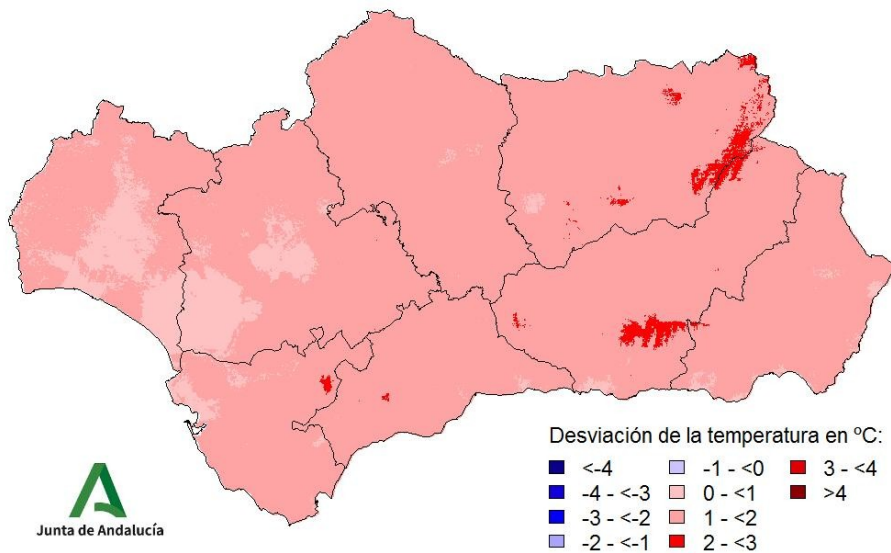 Desviación de la temperatura en ºC:
<-4 -1 - <0 3 - <4
-4 - <-3 0 - <1 >4
-3 - <-2 1 - <2
-2 - <-1 2 - <3
Junta de Andalucía